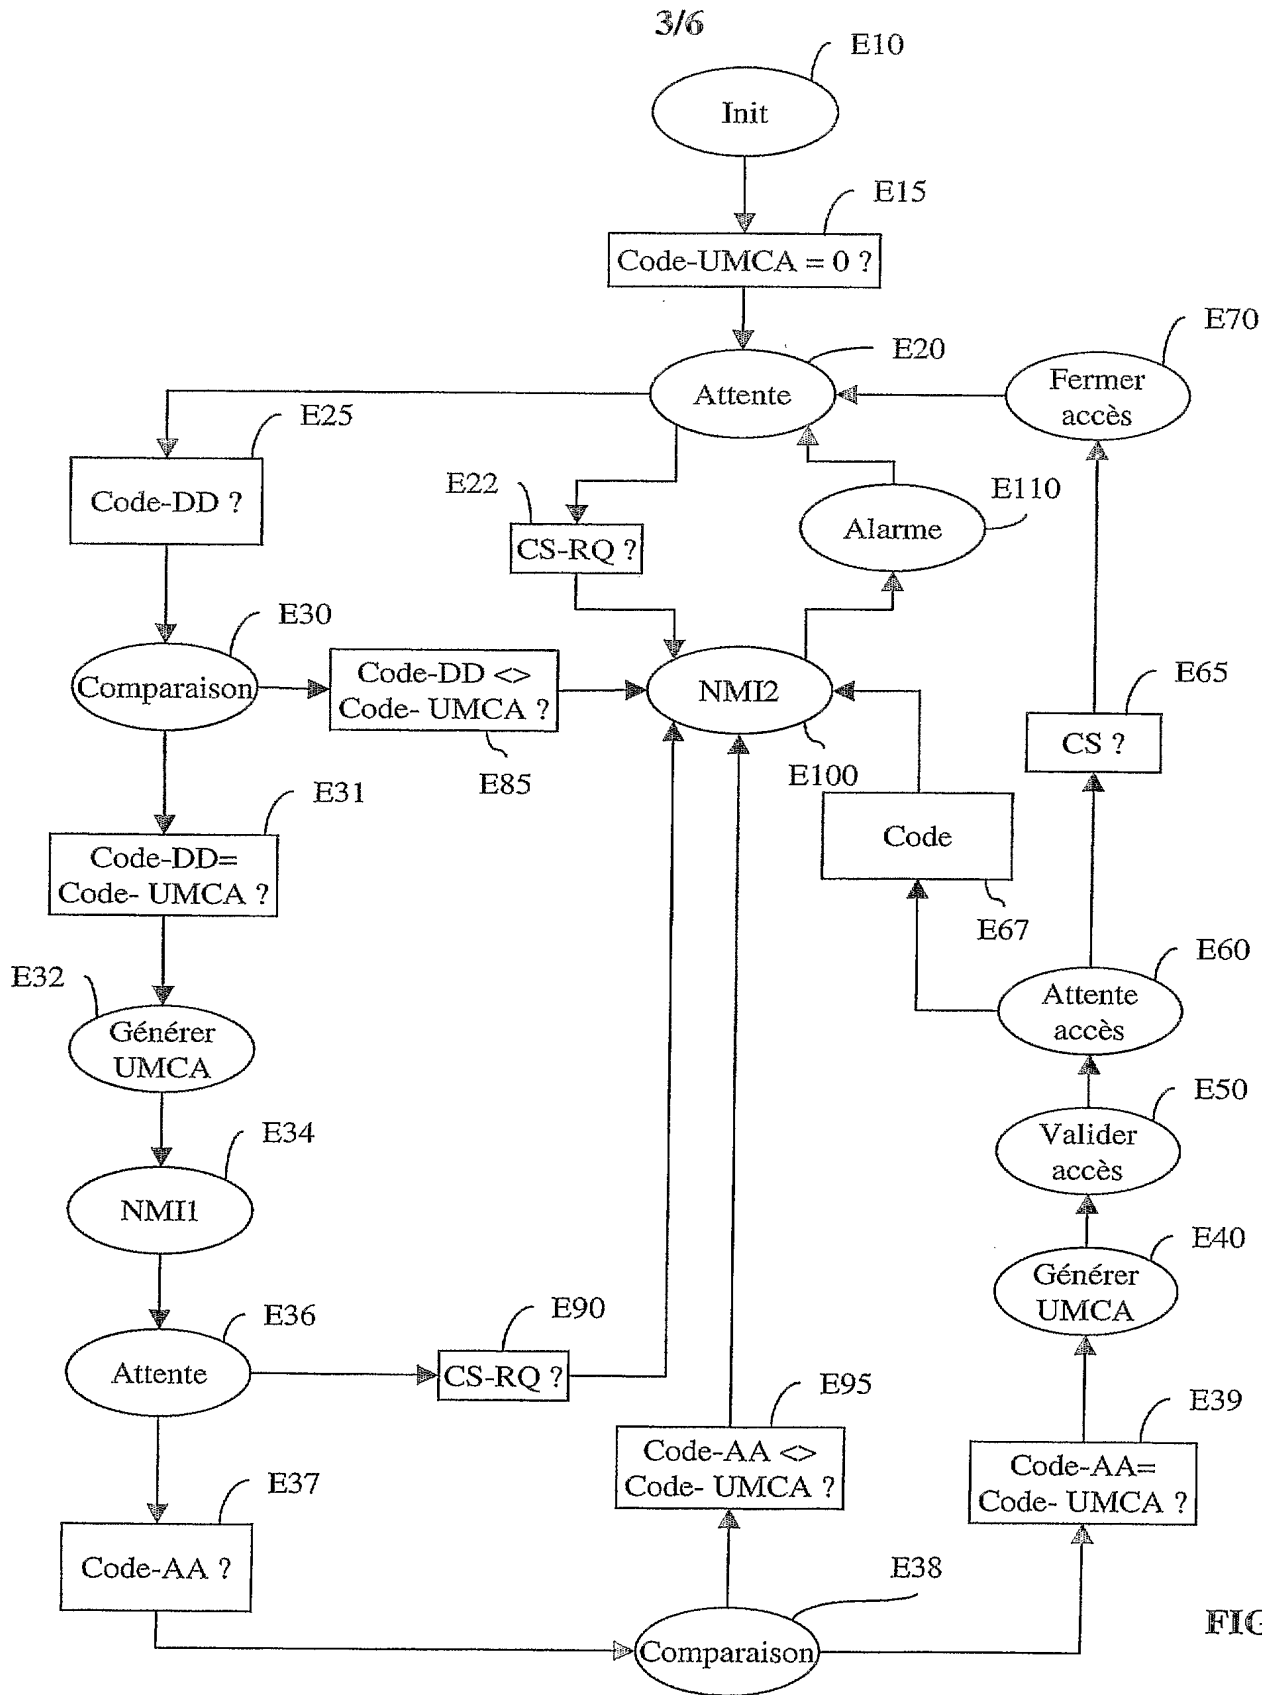 3/6
E10
Init
E15
Code-UMCA = 0 ?
E70
E20
Fermer
accès
Attente
E25
E22
E110
Code-DD ?
Alarme
CS-RQ ?
E30
E65
Code-DD <>
Code- UMCA ?
Comparaison
NMI2
CS ?
E85
E100
E31
Code
Code-DD=
Code- UMCA ?
E67
E60
E32
Attente
accès
Générer
UMCA
E50
E34
Valider
accès
NMI1
E40
Générer
UMCA
E36
E90
Attente
CS-RQ ?
E95
E39
Code-AA <>
Code- UMCA ?
Code-AA=
Code- UMCA ?
E37
Code-AA ?
E38
Comparaison